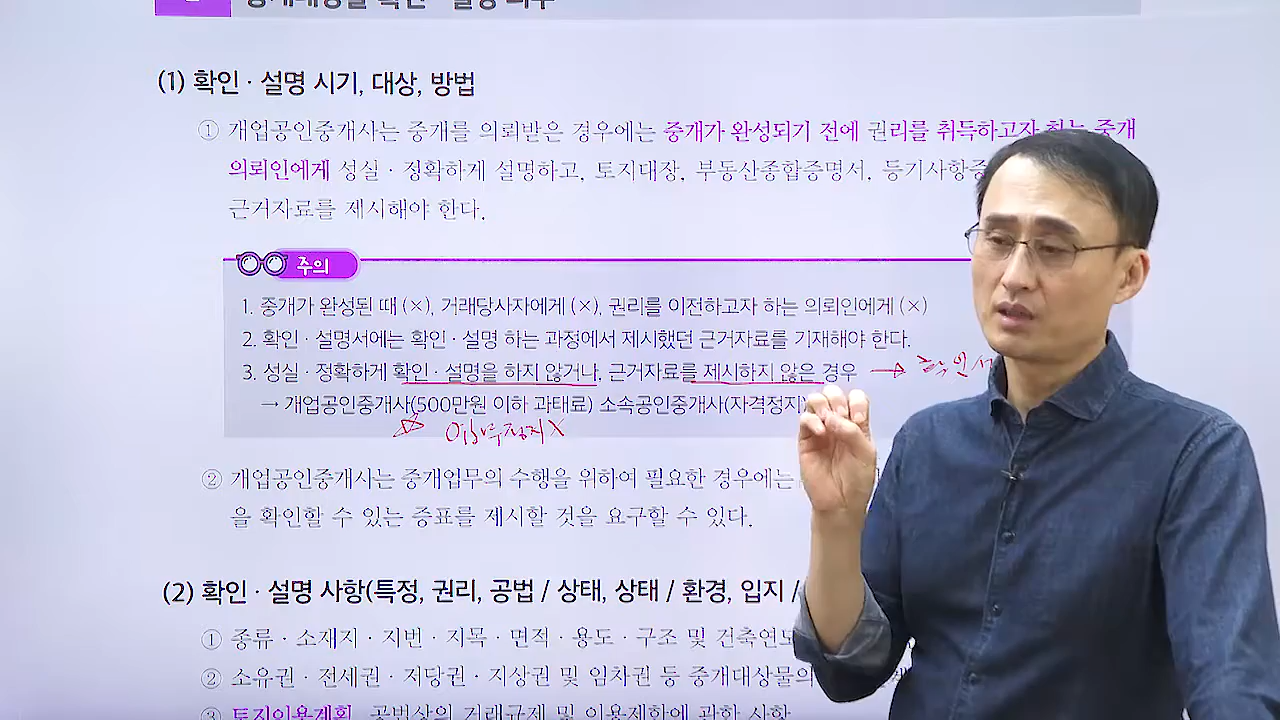 (1) 확인 · 설명 시기, 대상, 방법
① 개업공인중개사는 중개를 의뢰받은 경우에는 중개가 완성되기 전에 권리를 취득하고자 하는 중개
의뢰인에게 성실 · 정확하게 설명하고, 토지대장, 부동산종합증명서, 등기사항증
근거자료를 제시해야 한다.
주의
1. 중개가 완성된 때 (×), 거래당사자에게 (×), 권리를 이전하고자 하는 의뢰인에게 (×)
2. 확인 · 설명서에는 확인 · 설명 하는 과정에서 제시했던 근거자료를 기재해야 한다.
3. 성실 · 정확하게 확인 · 설명을 하지 않거나, 근거자료를 제시하지 않은 경우 →
→ 개업공인중개사(500만원 이하 과태료) 소속공인중개사(자격정지)
② 개업공인중개사는 중개업무의 수행을 위하여 필요한 경우에는
을 확인할 수 있는 증표를 제시할 것을 요구할 수 있다.
(2) 확인 · 설명 사항(특정, 권리, 공법 / 상태, 상태 / 환경, 입지 /
① 종류 · 소재지 · 지번 · 지목 · 면적 · 용도 · 구조 및 건축연도
② 소유권 · 전세권 · 저당권 · 지상권 및 임차권 등 중개대상물의
③ 토지이용계획, 공법상의 거래규제 및 이용제한에 관한 사항